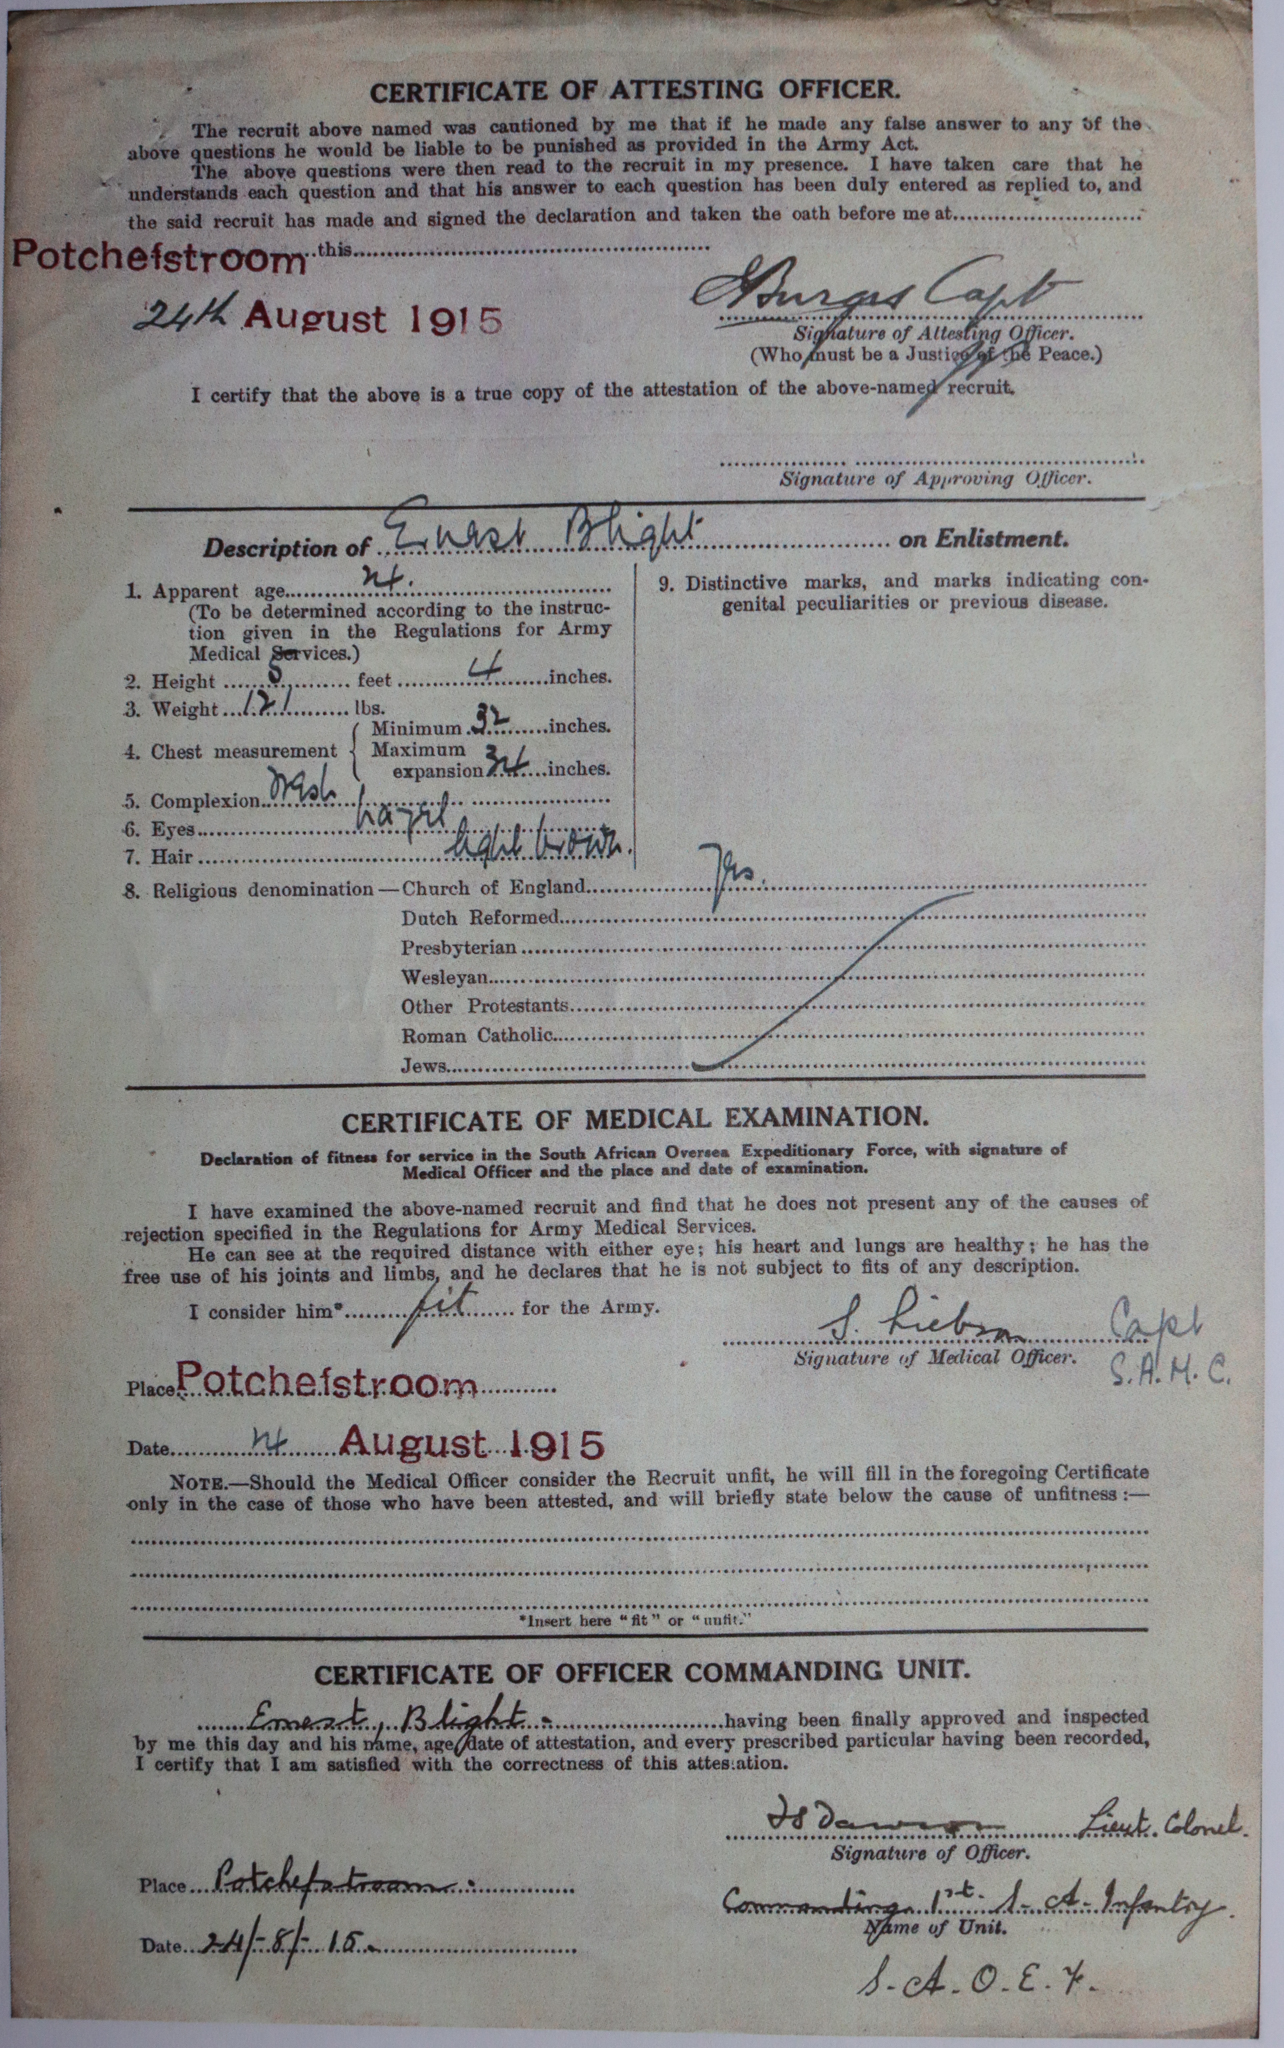 CERTIFICATE OF ATTESTING OFFICER.
The recruit above named was cautioned by me that if he made any false answer to any of the
above questions he would be liable to be punished as provided in the Army Act.
The above questions were then read to the recruit in my presence. I have taken care that he
understands each question and that his answer to each question has been duly entered as replied to, and
the said recruit has made and signed the declaration and taken the oath before me at
Potchefstroom this
24th August 1915
Burges Capt
Signature of Attesting Officer.
(Who must be a Justice of the Peace.)
I certify that the above is a true copy of the attestation of the above-named recruit.
Signature of Approving Officer.
Description of Ernest Blight on Enlistment.
1. Apparent age 24.
(To be determined according to the instruc-
tion given in the Regulations for Army
Medical Services.)
2. Height 5 feet 4 inches.
3. Weight 121 lbs.
4. Chest measurement
Minimum 32 inches.
Maximum
expansion 34 inches.
5. Complexion fresh
6. Eyes hazel
7. Hair light brown.
9. Distinctive marks, and marks indicating con-
genital peculiarities or previous disease.
8. Religious denomination—Church of England Yes.
Dutch Reformed
Presbyterian
Wesleyan
Other Protestants
Roman Catholic
Jews
CERTIFICATE OF MEDICAL EXAMINATION.
Declaration of fitness for service in the South African Oversea Expeditionary Force, with signature of
Medical Officer and the place and date of examination.
I have examined the above-named recruit and find that he does not present any of the causes of
rejection specified in the Regulations for Army Medical Services.
He can see at the required distance with either eye; his heart and lungs are healthy; he has the
free use of his joints and limbs, and he declares that he is not subject to fits of any description.
I consider him* fit for the Army.
S. Liebson Capt
Signature of Medical Officer. S.A.M.C.
Place Potchefstroom
Date 24 August 1915
NOTE.—Should the Medical Officer consider the Recruit unfit, he will fill in the foregoing Certificate
only in the case of those who have been attested, and will briefly state below the cause of unfitness:—
*Insert here "fit" or "unfit."
CERTIFICATE OF OFFICER COMMANDING UNIT.
Ernest, Blight. having been finally approved and inspected
by me this day and his name, age, date of attestation, and every prescribed particular having been recorded,
I certify that I am satisfied with the correctness of this attestation.
FS Dawson Lieut. Colonel.
Signature of Officer.
Place Potchefstroom.
Commanding 1st. S. A. Infantry.
Name of Unit.
Date 24/-8/-15.
S. A. O. E. F.